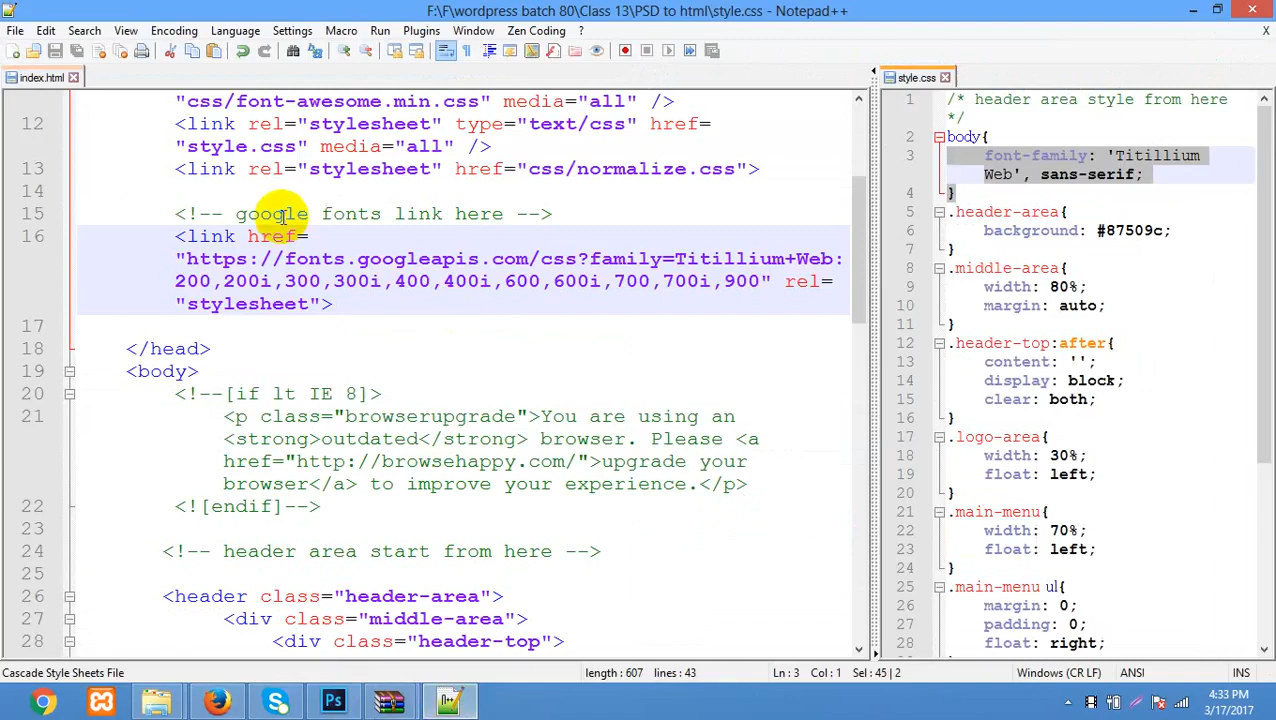 F:\F\wordpress batch 80\Class 13\PSD to html\style.css - Notepad++
File Edit Search View Encoding Language Settings Macro Run Plugins Window Zen Coding ? X
index.html
"css/font-awesome.min.css" media="all" />
12 <link rel="stylesheet" type="text/css" href=
"style.css" media="all" />
13 <link rel="stylesheet" href="css/normalize.css">
14
15 <!-- google fonts link here -->
16 <link href=
"https://fonts.googleapis.com/css?family=Titillium+Web:
200,200i,300,300i,400,400i,600,600i,700,700i,900" rel=
"stylesheet">
17
18 </head>
19 <body>
20 <!--[if lt IE 8]>
21 <p class="browserupgrade">You are using an
<strong>outdated</strong> browser. Please <a
href="http://browsehappy.com/">upgrade your
browser</a> to improve your experience.</p>
22 <![endif]-->
23
24 <!-- header area start from here -->
25
26 <header class="header-area">
27 <div class="middle-area">
28 <div class="header-top">
style.css
1 /* header area style from here
*/
2 body{
3 font-family: 'Titillium
Web', sans-serif;
4 }
5 .header-area{
6 background: #87509c;
7 }
8 .middle-area{
9 width: 80%;
10 margin: auto;
11 }
12 .header-top:after{
13 content: '';
14 display: block;
15 clear: both;
16 }
17 .logo-area{
18 width: 30%;
19 float: left;
20 }
21 .main-menu{
22 width: 70%;
23 float: left;
24 }
25 .main-menu ul{
26 margin: 0;
27 padding: 0;
28 float: right;
Cascade Style Sheets File length : 607 lines : 43 Ln : 3 Col : 1 Sel : 45 | 2 Windows (CR LF) ANSI INS
Ps
4:33 PM
3/17/2017